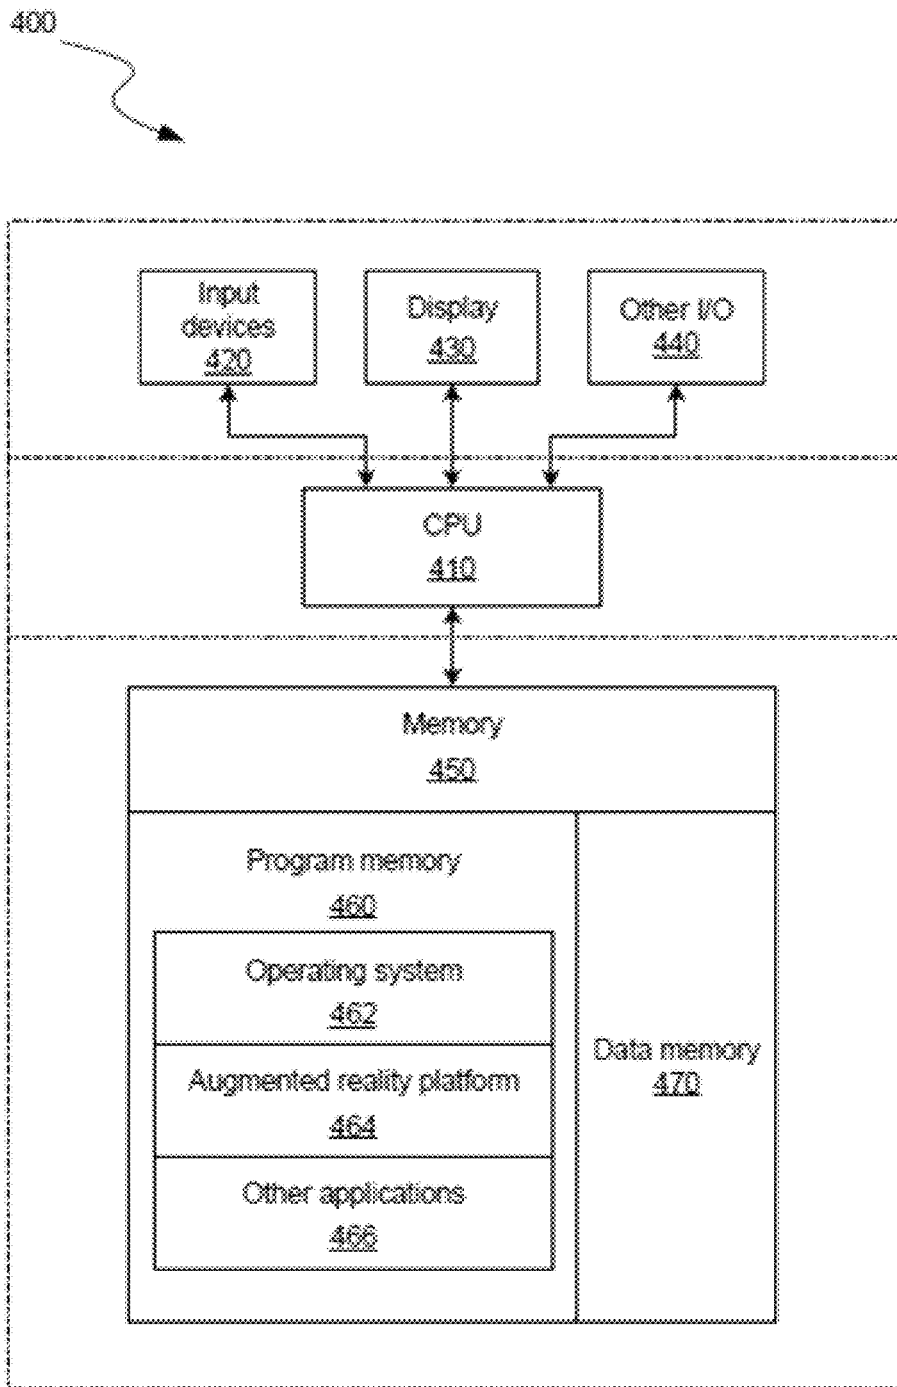 400
Input
devices
420
Display
430
Other I/O
440
CPU
410
Memory
450
Program memory
460
Operating system
462
Augmented reality platform
464
Other applications
466
Data memory
470